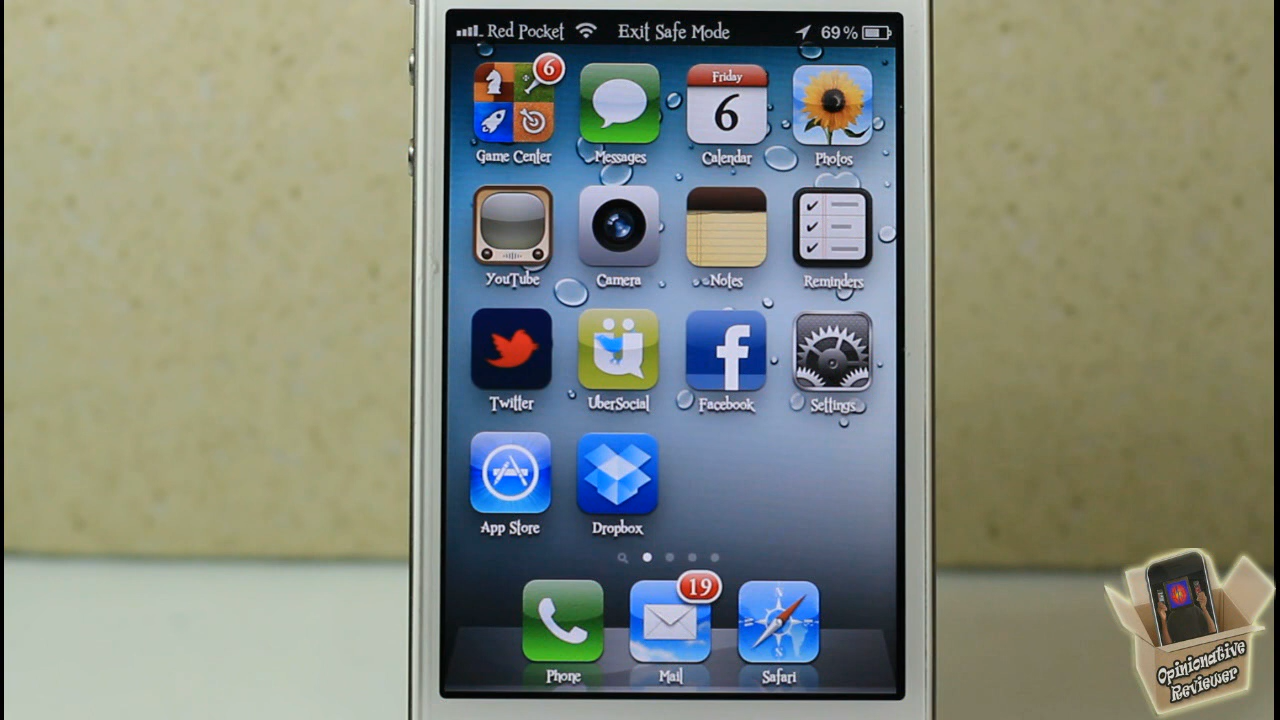 Red Pocket Exit Safe Mode 69%
6
Friday
6
Game Center Messages Calendar Photos
YouTube Camera Notes Reminders
f
Twitter UberSocial Facebook Settings
App Store Dropbox
19
Phone Mail Safari
Opinionative
Reviewer